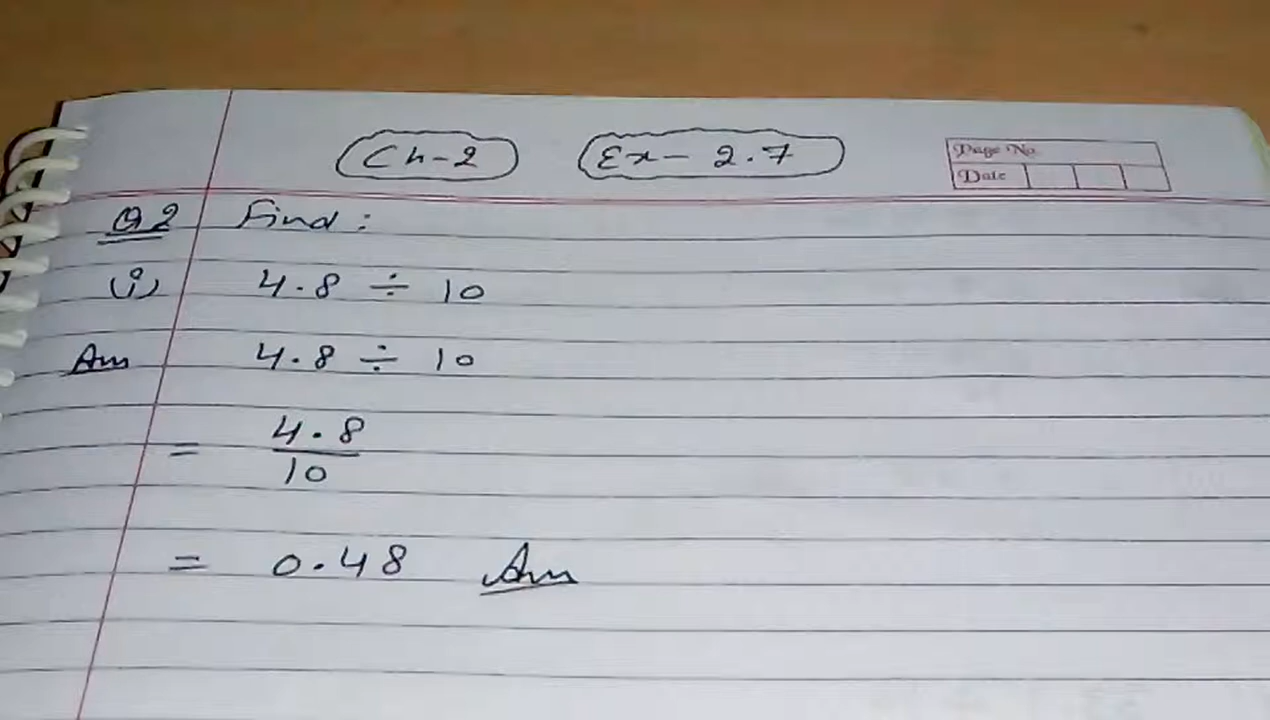 Ch-2 Ex- 2.7
Page No.
Date
Q2 Find:
(i) 4.8 ÷ 10
Ans 4.8 ÷ 10
= 4.8/10
= 0.48 Ans